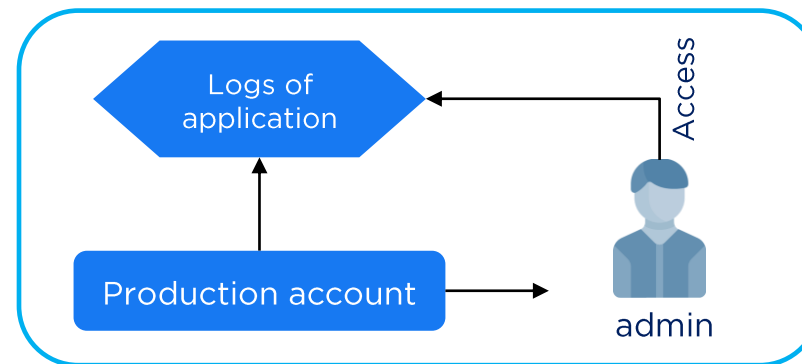 Logs of
application
Access
Production account
admin